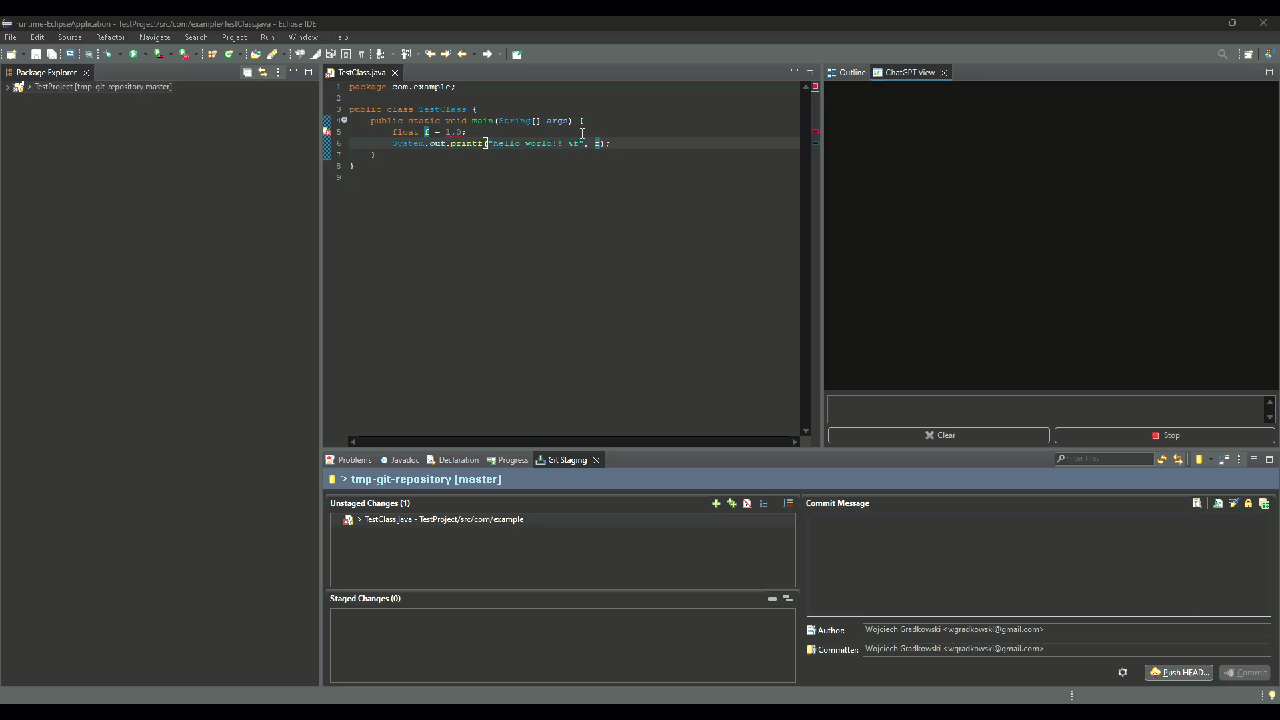 runtime-EclipseApplication - TestProject/src/com/example/TestClass.java - Eclipse IDE
File Edit Source Refactor Navigate Search Project Run Window Help
Package Explorer
TestProject [tmp-git-repository master]
TestClass.java
1 package com.example;
2
3 public class TestClass {
4 public static void main(String[] args) {
5 float f = 1.0;
6 System.out.printf("hello world!! %f", f);
7 }
8 }
9
Outline ChatGPT View
Clear Stop
Problems Javadoc Declaration Progress Git Staging
Filter files
> tmp-git-repository [master]
Unstaged Changes (1)
> TestClass.java - TestProject/src/com/example
Staged Changes (0)
Commit Message
Author: Wojciech Gradkowski <wgradkowski@gmail.com>
Committer: Wojciech Gradkowski <wgradkowski@gmail.com>
Push HEAD... Commit